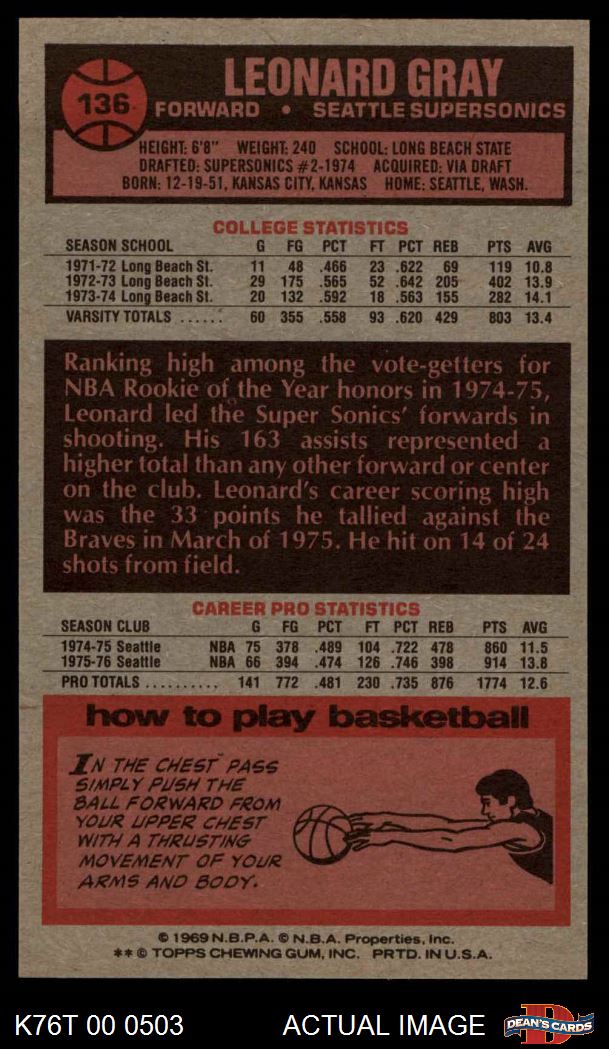 136
LEONARD GRAY
FORWARD • SEATTLE SUPERSONICS
HEIGHT: 6'8" WEIGHT: 240 SCHOOL: LONG BEACH STATE
DRAFTED: SUPERSONICS #2-1974 ACQUIRED: VIA DRAFT
BORN: 12-19-51, KANSAS CITY, KANSAS HOME: SEATTLE, WASH.
COLLEGE STATISTICS
SEASON SCHOOL G FG PCT FT PCT REB PTS AVG
1971-72 Long Beach St. 11 48 .466 23 .622 69 119 10.8
1972-73 Long Beach St. 29 175 .565 52 .642 205 402 13.9
1973-74 Long Beach St. 20 132 .592 18 .563 155 282 14.1
VARSITY TOTALS ...... 60 355 .558 93 .620 429 803 13.4
Ranking high among the vote-getters for
NBA Rookie of the Year honors in 1974-75,
Leonard led the Super Sonics' forwards in
shooting. His 163 assists represented a
higher total than any other forward or center
on the club. Leonard's career scoring high
was the 33 points he tallied against the
Braves in March of 1975. He hit on 14 of 24
shots from field.
CAREER PRO STATISTICS
SEASON CLUB G FG PCT FT PCT REB PTS AVG
1974-75 Seattle NBA 75 378 .489 104 .722 478 860 11.5
1975-76 Seattle NBA 66 394 .474 126 .746 398 914 13.8
PRO TOTALS .......... 141 772 .481 230 .735 876 1774 12.6
how to play basketball
IN THE CHEST PASS
SIMPLY PUSH THE
BALL FORWARD FROM
YOUR UPPER CHEST
WITH A THRUSTING
MOVEMENT OF YOUR
ARMS AND BODY.
© 1969 N.B.P.A. © N.B.A. Properties, Inc.
** © TOPPS CHEWING GUM, INC. PRTD. IN U.S.A.
K76T 00 0503 ACTUAL IMAGE D DEAN'S CARDS